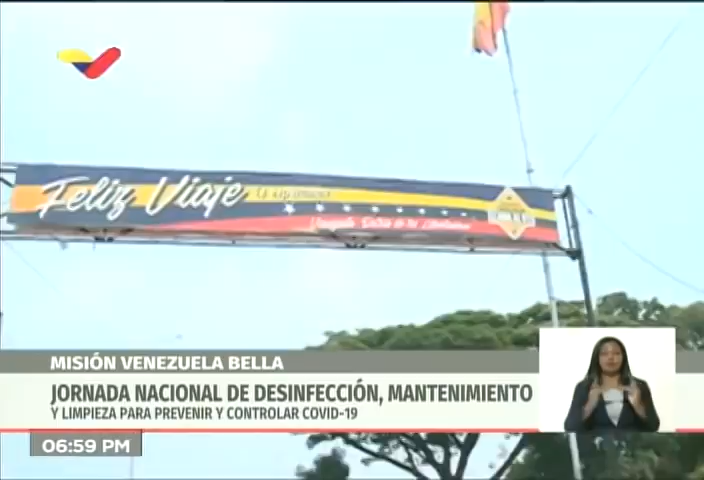 Feliz Viaje
MISIÓN VENEZUELA BELLA
JORNADA NACIONAL DE DESINFECCIÓN, MANTENIMIENTO
Y LIMPIEZA PARA PREVENIR Y CONTROLAR COVID-19
06:59 PM